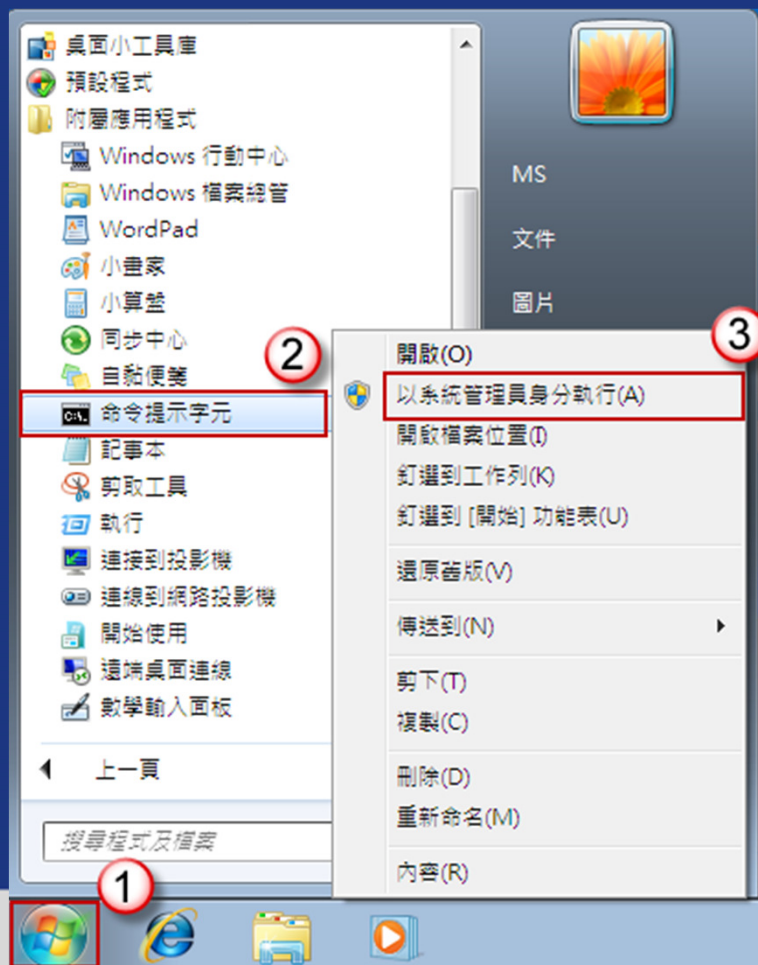 桌面小工具庫
預設程式
附屬應用程式
Windows 行動中心
Windows 檔案總管
WordPad
小畫家
小算盤
同步中心
自黏便箋
命令提示字元
記事本
剪取工具
執行
連接到投影機
連線到網路投影機
開始使用
遠端桌面連線
數學輸入面板
上一頁
搜尋程式及檔案
MS
文件
圖片
2
3
開啟(O)
以系統管理員身分執行(A)
開啟檔案位置(I)
釘選到工作列(K)
釘選到 [開始] 功能表(U)
還原舊版(V)
傳送到(N)
剪下(T)
複製(C)
刪除(D)
重新命名(M)
內容(R)
1